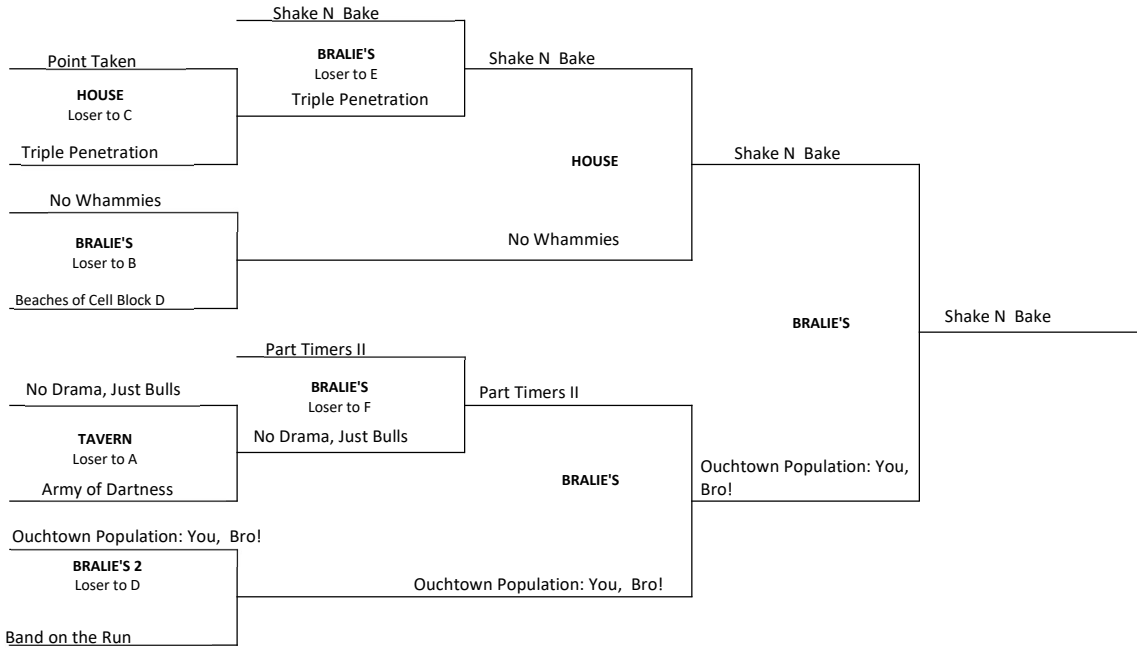 Shake N Bake
BRALIE'S
Loser to E
Shake N Bake
Point Taken
HOUSE
Loser to C
Triple Penetration
Triple Penetration
HOUSE
Shake N Bake
No Whammies
BRALIE'S
Loser to B
No Whammies
Beaches of Cell Block D
BRALIE'S
Shake N Bake
Part Timers II
No Drama, Just Bulls
BRALIE'S
Loser to F
Part Timers II
TAVERN
Loser to A
No Drama, Just Bulls
Army of Dartness
BRALIE'S
Ouchtown Population: You,
Bro!
Ouchtown Population: You, Bro!
BRALIE'S 2
Loser to D
Ouchtown Population: You, Bro!
Band on the Run